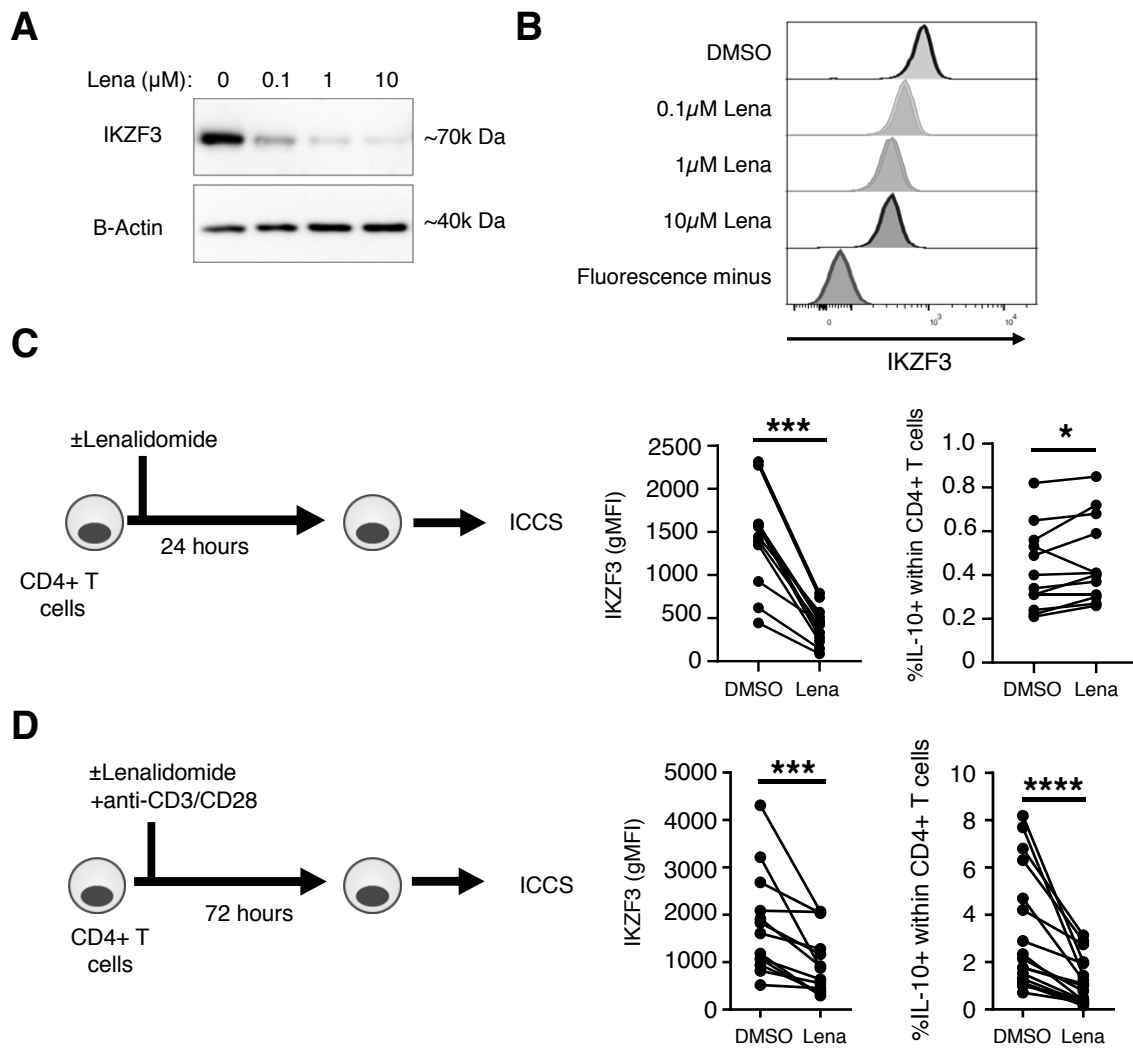 A
Lena (µM): 0 0.1 1 10
IKZF3
~70k Da
B-Actin
~40k Da
B
DMSO
0.1µM Lena
1µM Lena
10µM Lena
Fluorescence minus
0 10³ 10⁴
IKZF3
C
±Lenalidomide
24 hours
CD4+ T
cells
ICCS
IKZF3 (gMFI)
2500
2000
1500
1000
500
0
***
DMSO Lena
%IL-10+ within CD4+ T cells
1.0
0.8
0.6
0.4
0.2
0
*
DMSO Lena
D
±Lenalidomide
+anti-CD3/CD28
72 hours
CD4+ T
cells
ICCS
IKZF3 (gMFI)
5000
4000
3000
2000
1000
0
***
DMSO Lena
%IL-10+ within CD4+ T cells
10
8
6
4
2
0
****
DMSO Lena